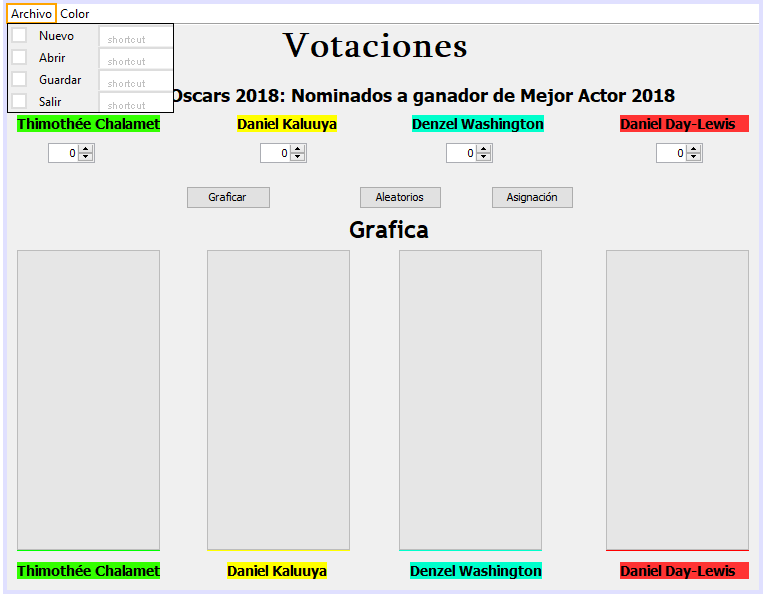 Archivo Color
Nuevo shortcut
Abrir shortcut
Guardar shortcut
Salir shortcut
Votaciones
Oscars 2018: Nominados a ganador de Mejor Actor 2018
Thimothée Chalamet Daniel Kaluuya Denzel Washington Daniel Day-Lewis
0 0 0 0
Graficar Aleatorios Asignación
Grafica
Thimothée Chalamet Daniel Kaluuya Denzel Washington Daniel Day-Lewis